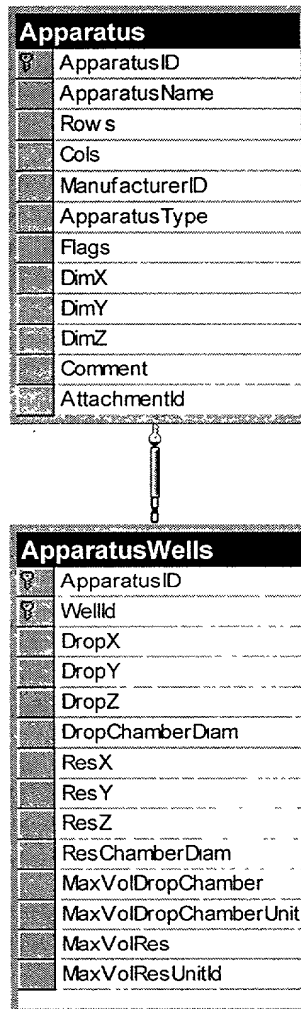 Apparatus
ApparatusID
ApparatusName
Rows
Cols
ManufacturerID
ApparatusType
Flags
DimX
DimY
DimZ
Comment
AttachmentId
ApparatusWells
ApparatusID
WellId
DropX
DropY
DropZ
DropChamberDiam
ResX
ResY
ResZ
ResChamberDiam
MaxVolDropChamber
MaxVolDropChamberUnit
MaxVolRes
MaxVolResUnitId